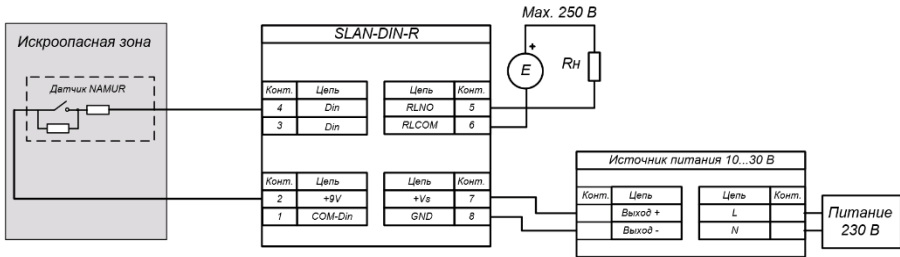 Искроопасная зона
Датчик NAMUR
SLAN-DIN-R
Конт. Цепь Цепь Конт.
4 Din RLNO 5
3 Din RLCOM 6
Конт. Цепь Цепь Конт.
2 +9V +Vs 7
1 COM-Din GND 8
Max. 250 В
+
E
Rн
Источник питания 10...30 В
Конт. Цепь Цепь Конт.
Выход + L
Выход - N
Питание
230 В